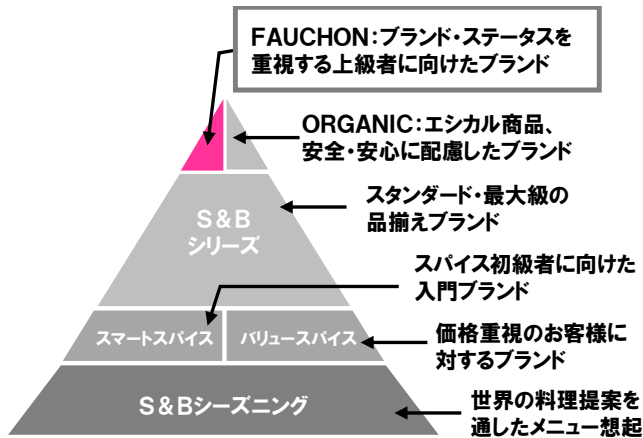 FAUCHON:ブランド・ステータスを
重視する上級者に向けたブランド
ORGANIC:エシカル商品、
安全・安心に配慮したブランド
スタンダード・最大級の
品揃えブランド
S&B
シリーズ
スパイス初級者に向けた
入門ブランド
スマートスパイス
バリュースパイス
価格重視のお客様に
対するブランド
S&Bシーズニング
世界の料理提案を
通したメニュー想起